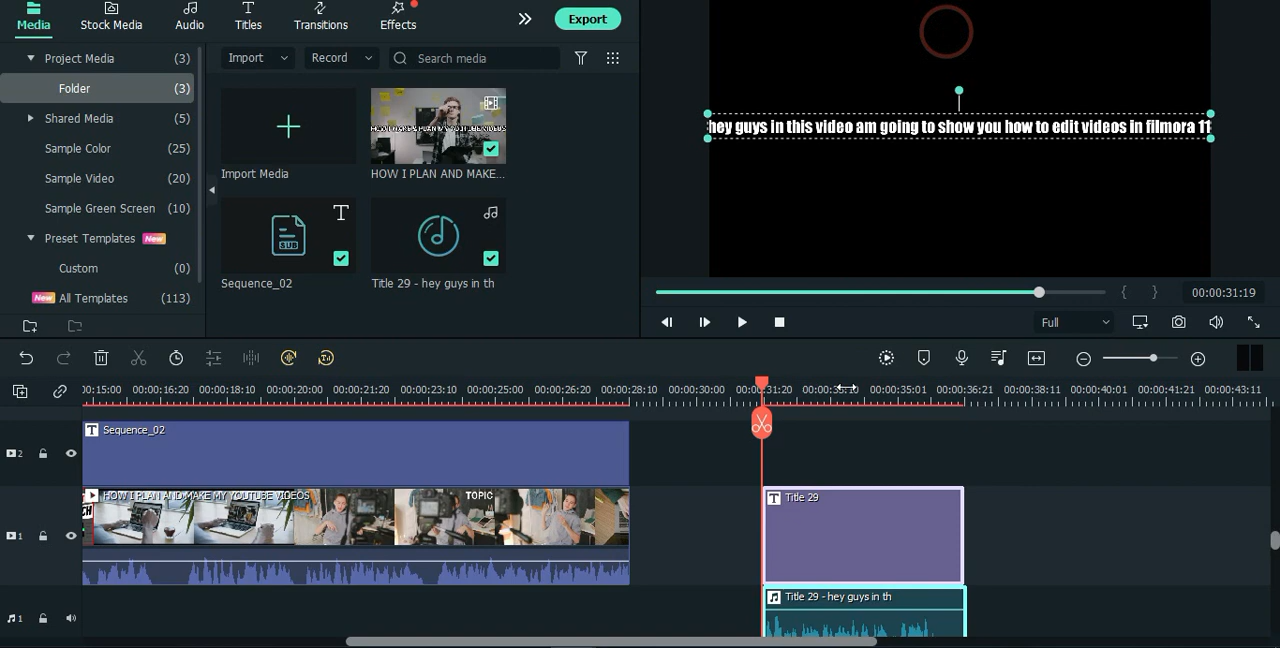 Media
Stock Media
Audio
Titles
Transitions
Effects
Export
Project Media (3)
Folder (3)
Shared Media (5)
Sample Color (25)
Sample Video (20)
Sample Green Screen (10)
Preset Templates New
Custom (0)
New All Templates (113)
Import
Record
Search media
Import Media
HOW I PLAN AND MAKE...
SUB
T
Sequence_02
Title 29 - hey guys in th
hey guys in this video am going to show you how to edit videos in filmora 11
{ } 00:00:31:19
Full
:00:15:00 00:00:16:20 00:00:18:10 00:00:20:00 00:00:21:20 00:00:23:10 00:00:25:00 00:00:26:20 00:00:28:10 00:00:30:00 00:00:31:20 00:00:35:01 00:00:36:21 00:00:38:11 00:00:40:01 00:00:41:21 00:00:43:11
2
T Sequence_02
1
HOW I PLAN AND MAKE MY YOUTUBE VIDEOS
TOPIC
T Title 29
1
Title 29 - hey guys in th